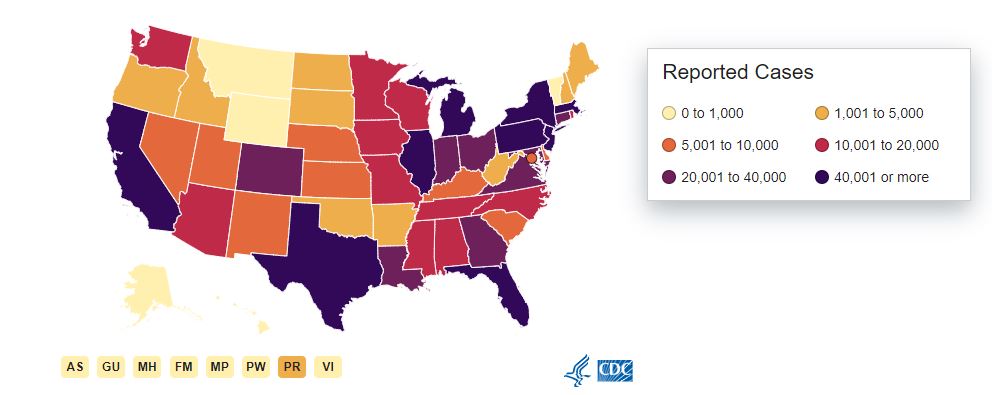 Reported Cases
0 to 1,000
1,001 to 5,000
5,001 to 10,000
10,001 to 20,000
20,001 to 40,000
40,001 or more
AS GU MH FM MP PW PR VI
CDC